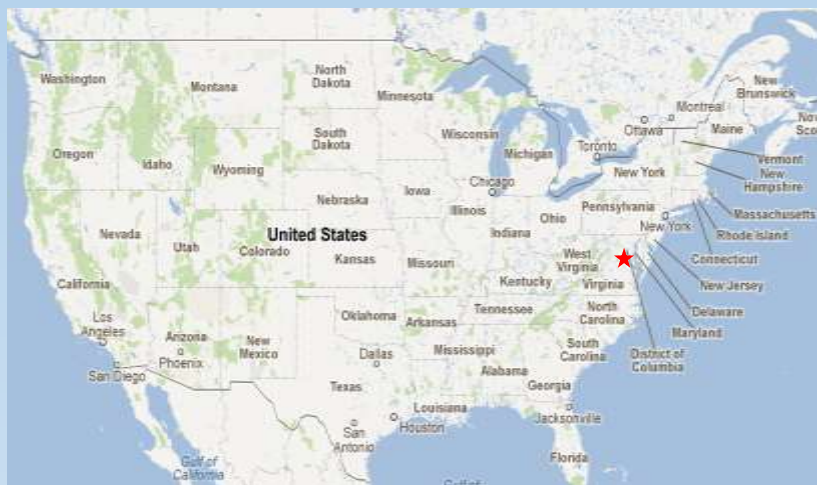 Washington
Montana
North
Dakota
Minnesota
Montreal
New
Brunswick
Ottawa
Maine
Oregon
Idaho
South
Dakota
Wisconsin
Toronto
Vermont
Wyoming
Michigan
New York
New
Hampshire
Chicago
Iowa
Nebraska
Illinois
Ohio
Pennsylvania
New York
Massachusetts
Rhode Island
Nevada
Utah
Colorado
United States
Indiana
Connecticut
Kansas
Missouri
West
Virginia
Kentucky
Virginia
New Jersey
California
Delaware
Oklahoma
Tennessee
North
Carolina
Maryland
Los
Angeles
Arizona
Phoenix
New
Mexico
Arkansas
Mississippi
South
Carolina
District of
Columbia
San Diego
Dallas
Alabama
Georgia
Texas
Louisiana
Jacksonville
San
Antonio
Houston
Florida
Gulf of
California